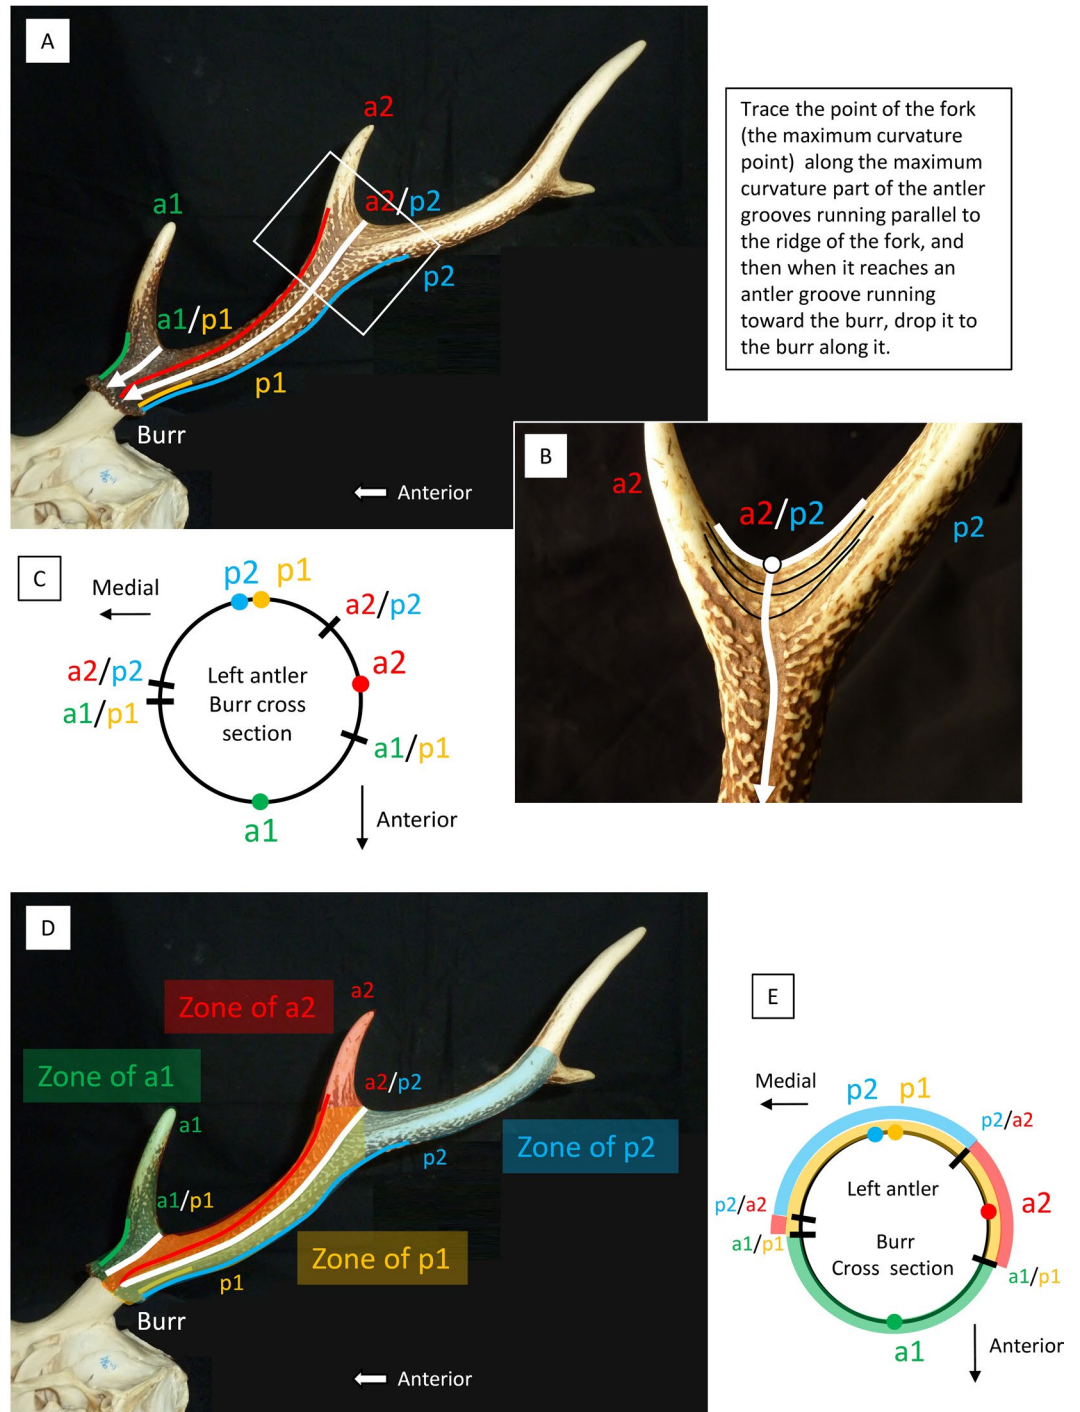 A
a2
a2/p2
a1
p2
a1/p1
p1
Burr
Anterior
Trace the point of the fork
(the maximum curvature
point) along the maximum
curvature part of the antler
grooves running parallel to
the ridge of the fork, and
then when it reaches an
antler groove running
toward the burr, drop it to
the burr along it.
B
a2
a2/p2
p2
C
Medial
p2 p1
a2/p2
a2/p2
a2
a1/p1
Left antler
Burr cross
section
a1/p1
a1
Anterior
D
Zone of a2
a2
Zone of a1
a1
a2/p2
a1/p1
p2
Zone of p2
p1
Zone of p1
Burr
Anterior
E
Medial
p2 p1
p2/a2
Left antler
p2/a2
a2
a1/p1
Burr
Cross section
a1/p1
a1
Anterior